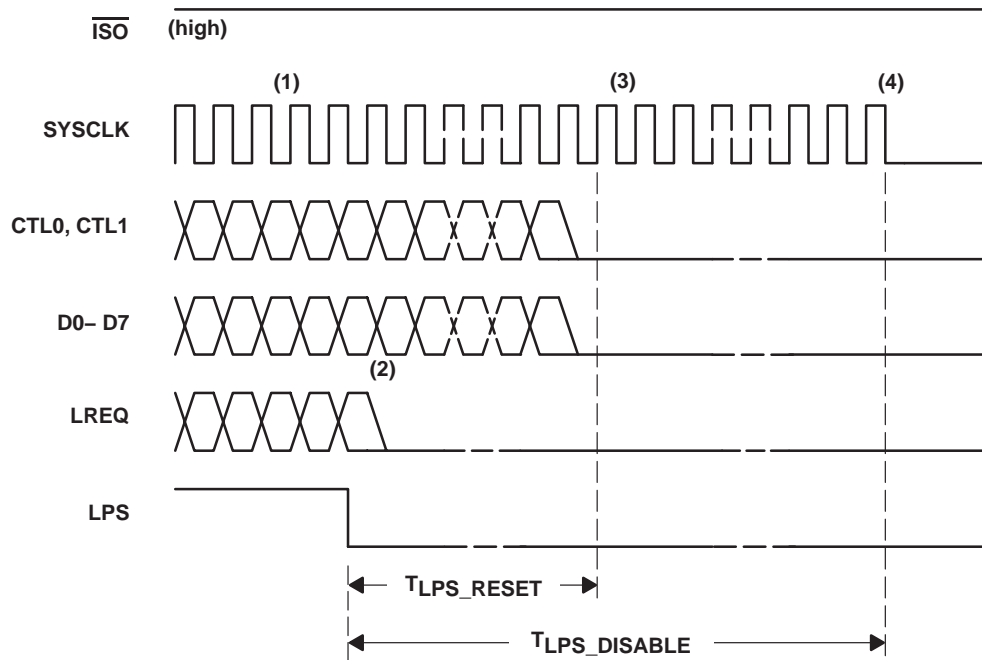 ISO (high)
(1) (3) (4)
SYSCLK
CTL0, CTL1
D0– D7
(2)
LREQ
LPS
TLPS_RESET
TLPS_DISABLE